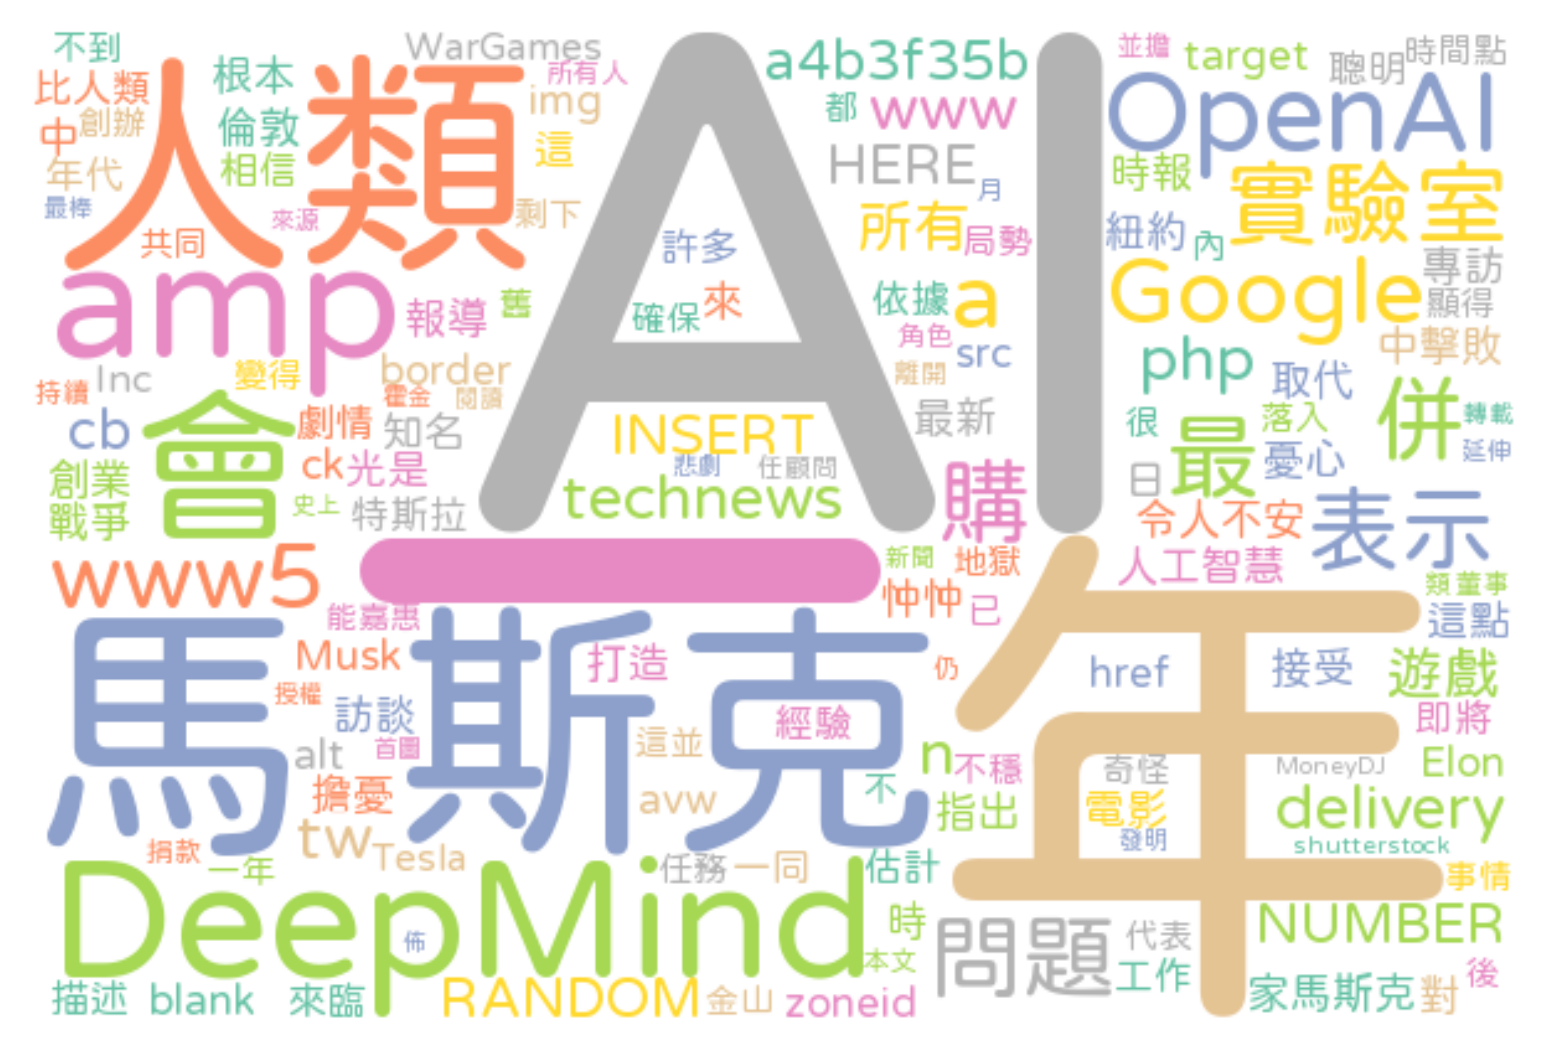 不到
WarGames
AI
a4b3f35b
並擔
target
聰明
時間點
比人類
人類
根本
所有人
img
都
www
OpenAI
中
創辦
倫敦
這
HERE
時報
實驗室
年代
相信
月
最棒
來源
剩下
所有
局勢
紐約
內
共同
許多
專訪
amp
報導
舊
確保
來
依據
a
Google
顯得
角色
src
php
中擊敗
持續
Inc
變得
border
離開
取代
霍金
閱讀
cb
會
劇情
知名
INSERT
最新
很
最
落入
併
轉載
創業
ck
光是
悲劇
任顧問
購
日
憂心
延伸
戰爭
史上
特斯拉
technews
令人不安
表示
www5
一
新聞
地獄
人工智慧
類
董事
能嘉惠
忡忡
已
年
這點
馬斯克
Musk
打造
仍
href
接受
遊戲
授權
訪談
經驗
即將
alt
首圖
這並
n
不穩
奇怪
MoneyDJ
Elon
擔憂
avw
不
指出
電影
delivery
tw
發明
shutterstock
捐款
一年
Tesla
任務
一同
估計
事情
DeepMind
佈
時
問題
代表
NUMBER
本文
工作
後
描述
blank
來臨
RANDOM
金山
zoneid
家馬斯克
對